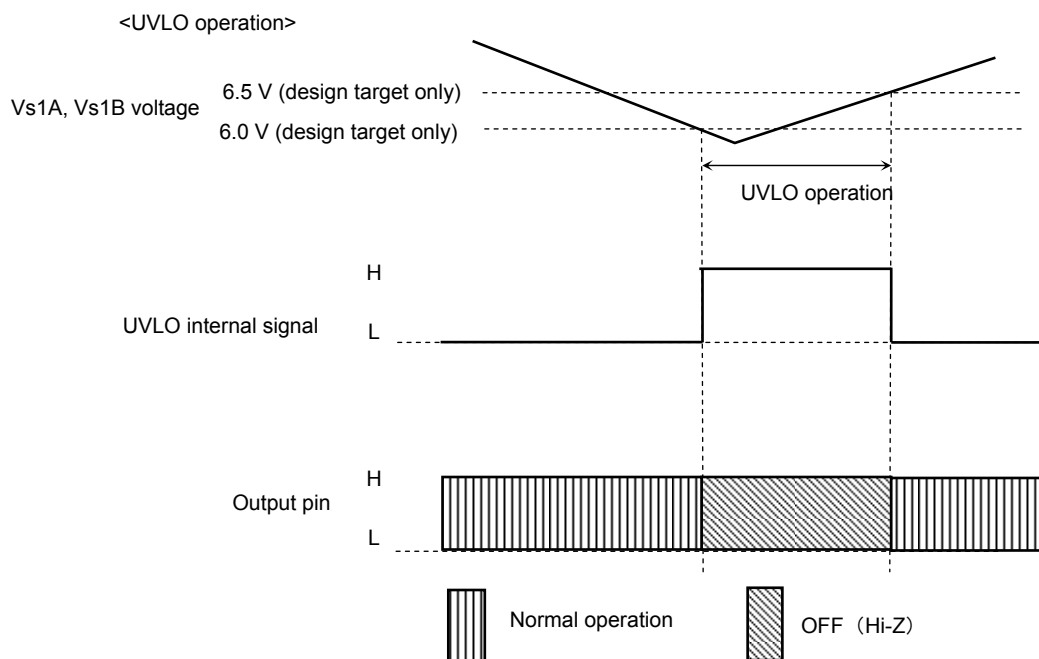 <UVLO operation>
Vs1A, Vs1B voltage
6.5 V (design target only)
6.0 V (design target only)
UVLO operation
UVLO internal signal
H
L
Output pin
H
L
Normal operation
OFF（Hi-Z）